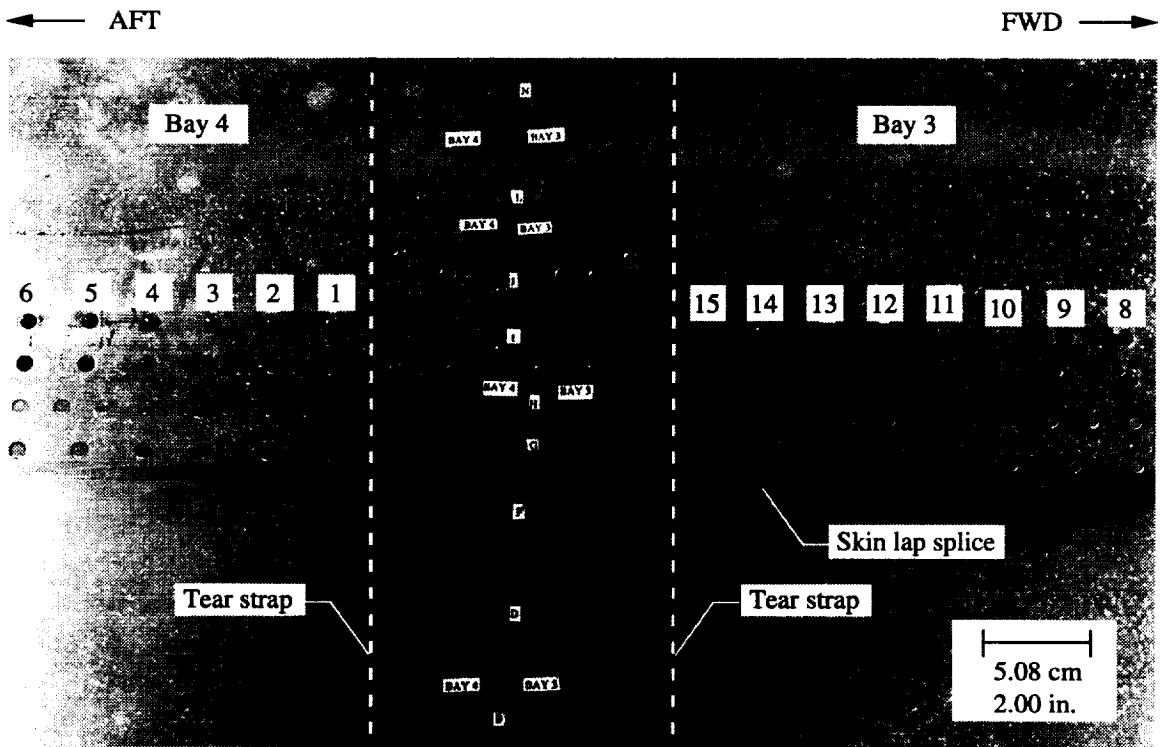 AFT
FWD
Bay 4
Bay 3
N
BAY 4 BAY 3
L
BAY 4 BAY 3
J
6 5 4 3 2 1
15 14 13 12 11 10 9 8
I
BAY 4 BAY 3
H
G
F
Skin lap splice
Tear strap
Tear strap
D
5.08 cm
2.00 in.
BAY 4 BAY 3
D